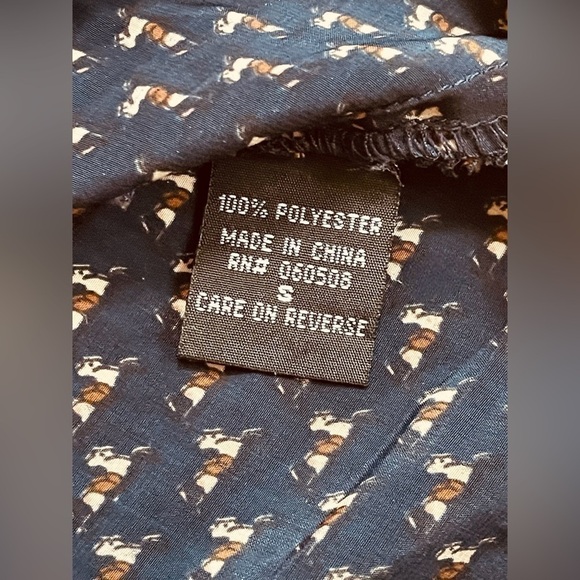 100% POLYESTER
MADE IN CHINA
RN# 060508
S
CARE ON REVERSE